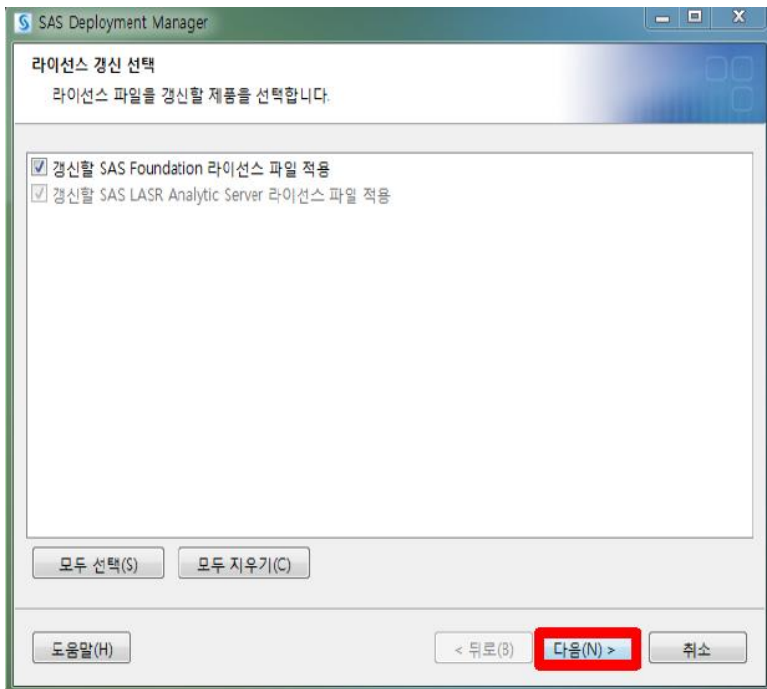 SAS Deployment Manager
라이선스 갱신 선택
라이선스 파일을 갱신할 제품을 선택합니다.
갱신할 SAS Foundation 라이선스 파일 적용
갱신할 SAS LASR Analytic Server 라이선스 파일 적용
모두 선택(S) 모두 지우기(C)
도움말(H) < 뒤로(B) 다음(N) > 취소